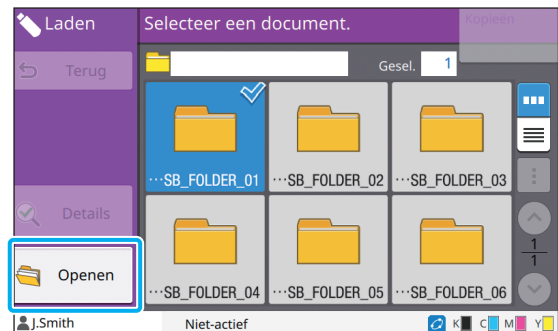 Laden
Selecteer een document.
Kopieën
Terug
Gesel. 1
···SB_FOLDER_01
···SB_FOLDER_02
···SB_FOLDER_03
Details
1
1
Openen
···SB_FOLDER_04
···SB_FOLDER_05
···SB_FOLDER_06
J.Smith
Niet-actief
K C M Y